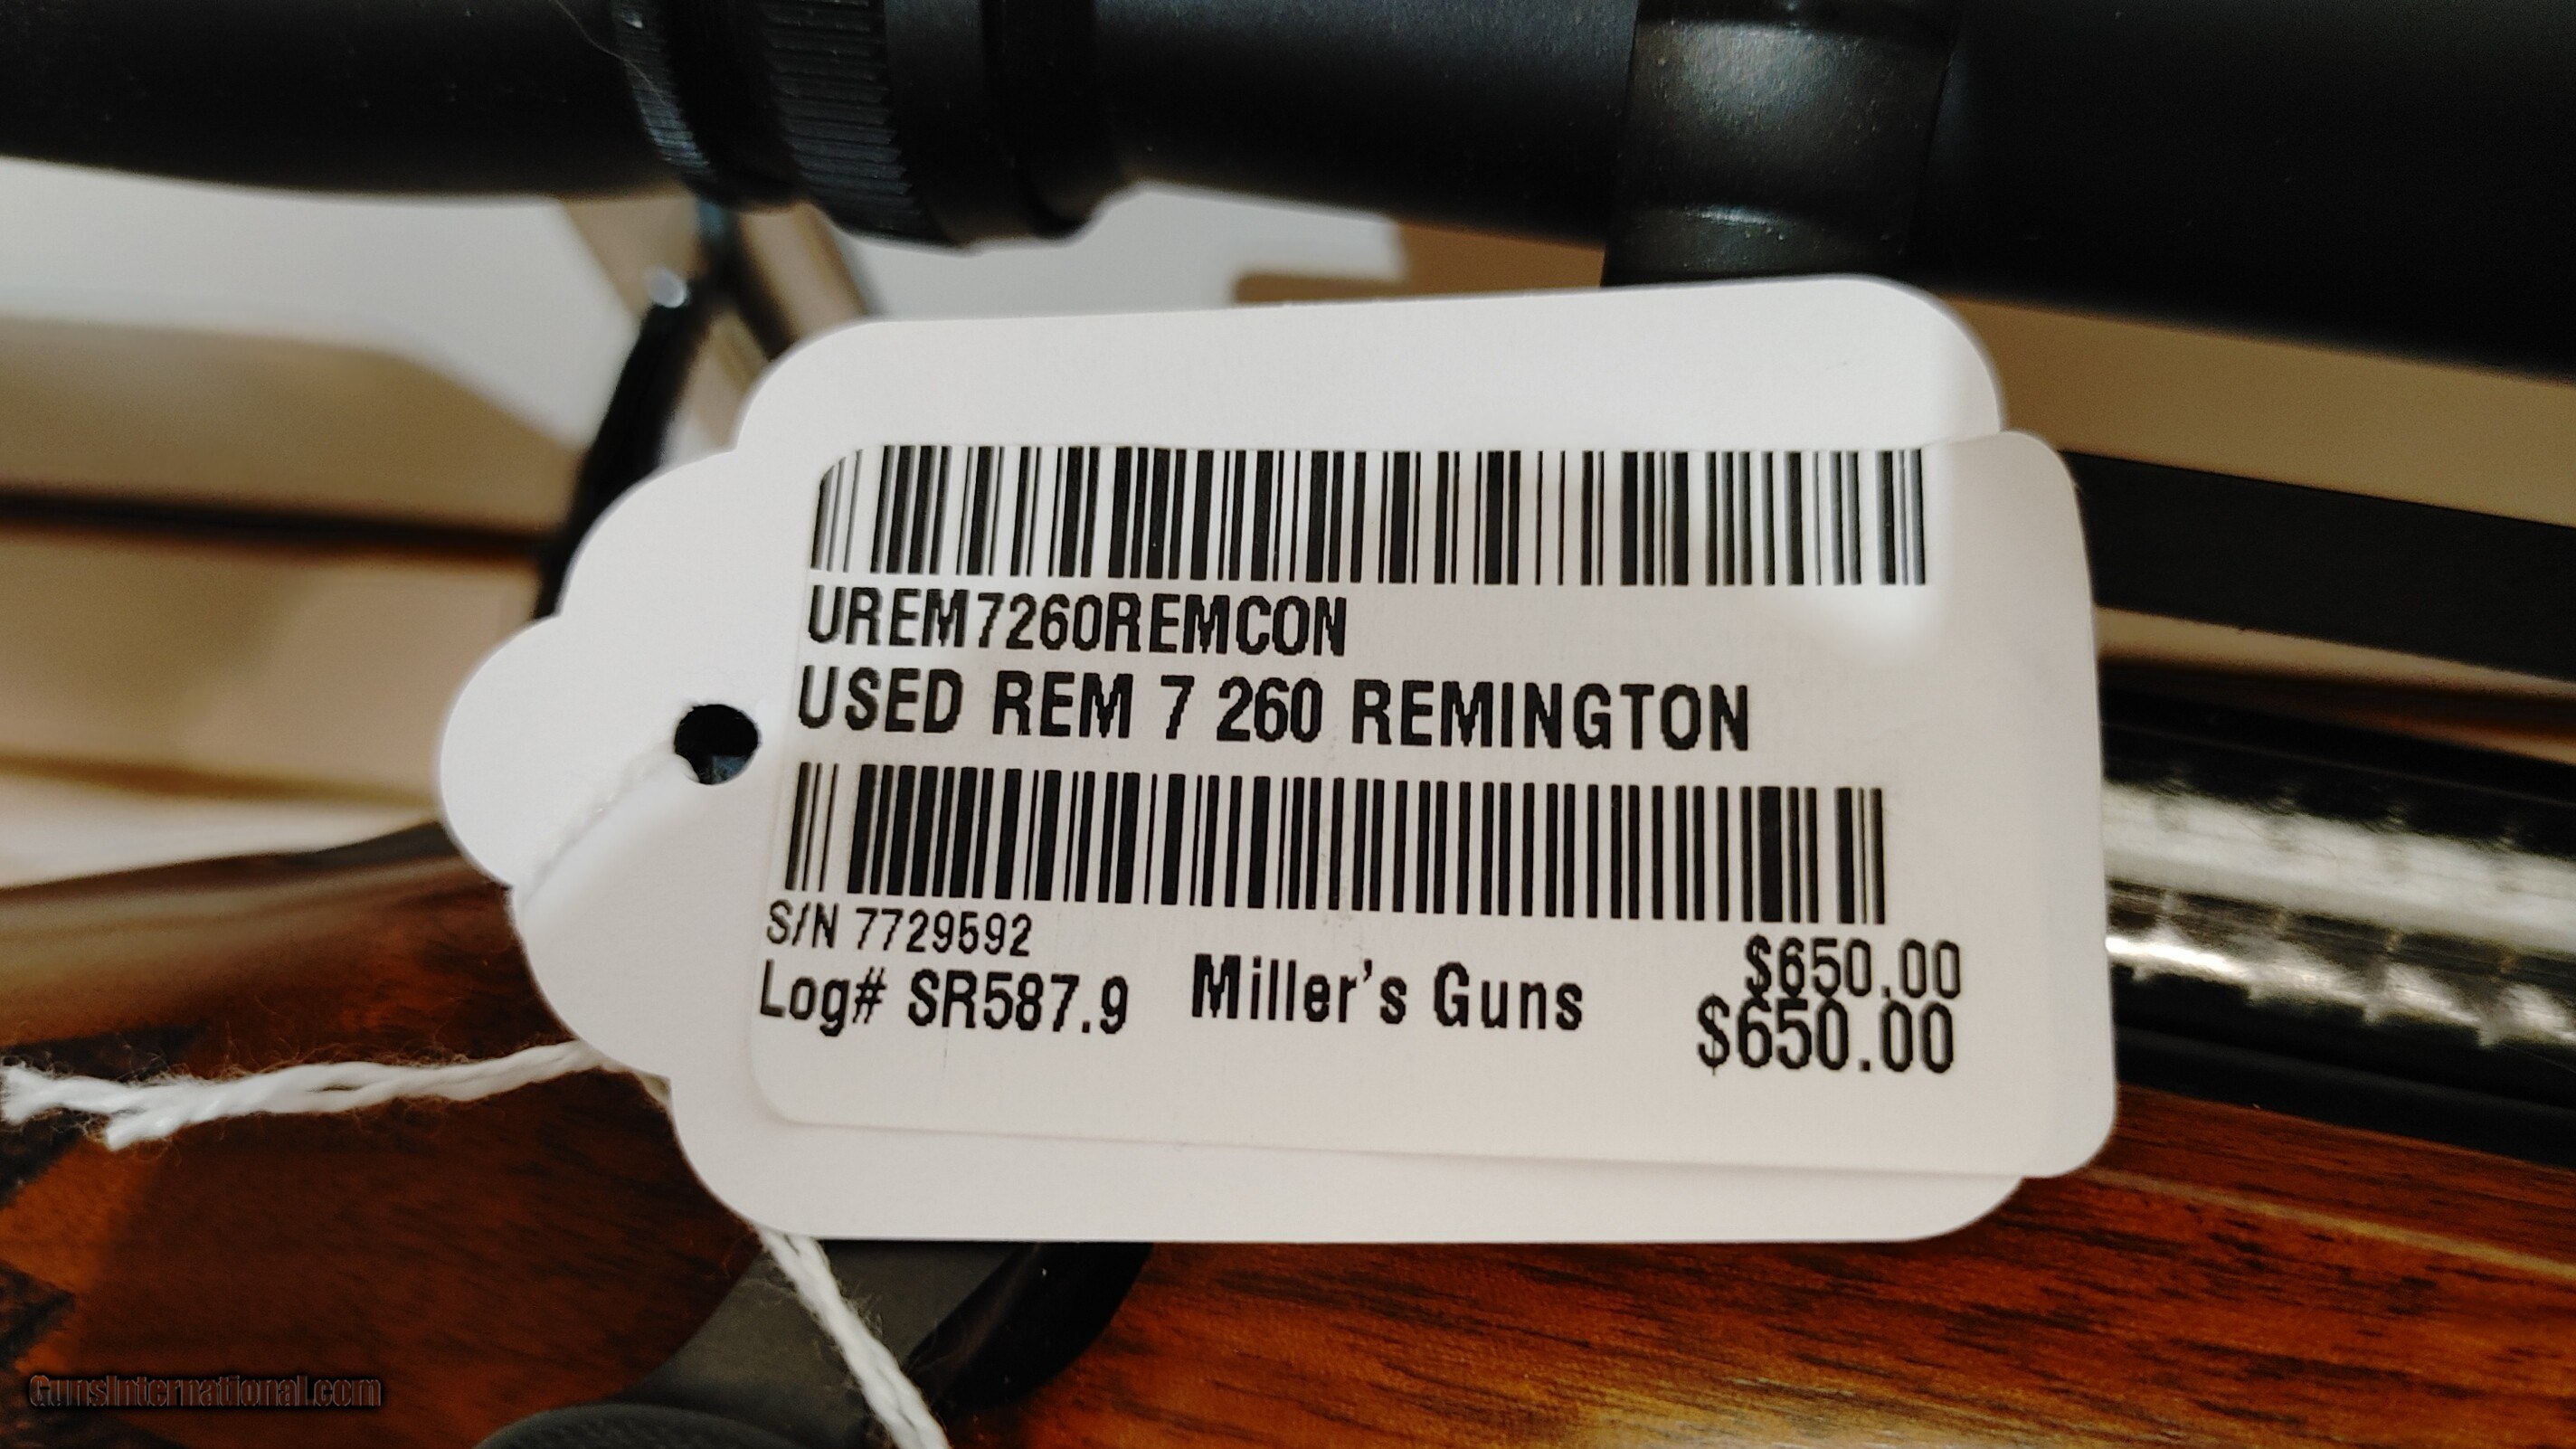 UREM7260REMCON
USED REM 7 260 REMINGTON
S/N 7729592
$650.00
Log# SR587.9 Miller's Guns $650.00
GunsInternational.com